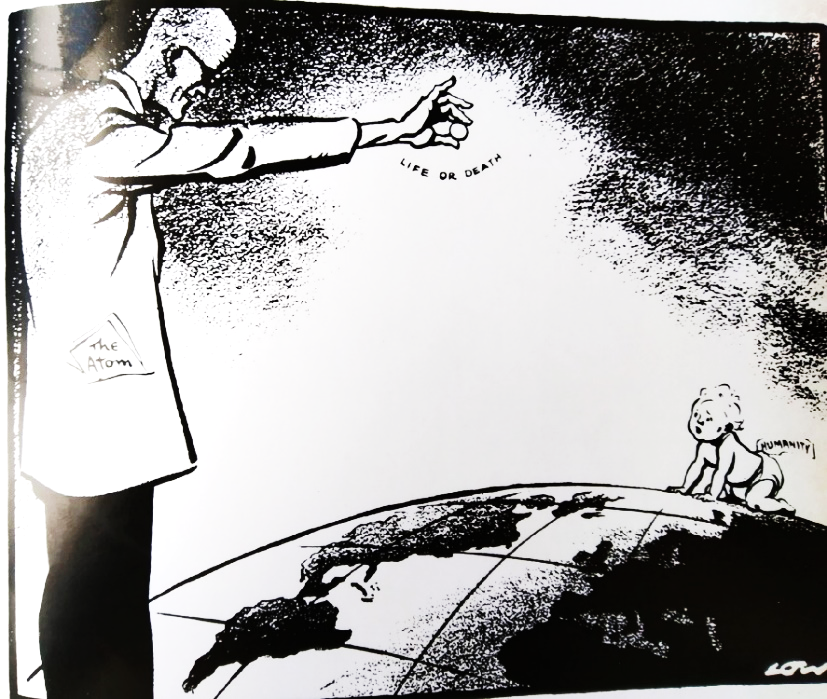 LIFE OR DEATH
The
Atom
HUMANITY
LOW